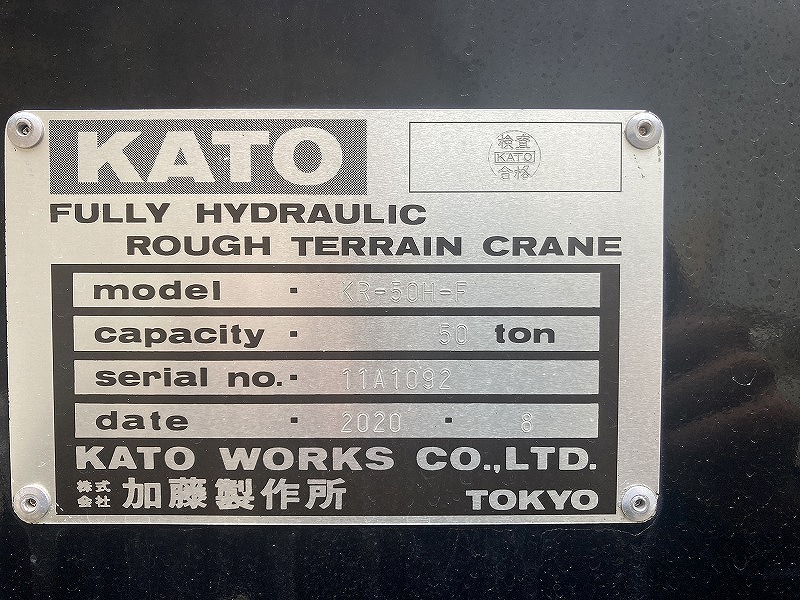 KATO
検査
KATO
合格
FULLY HYDRAULIC
ROUGH TERRAIN CRANE
model · KR-50H-F
capacity · 50 ton
serial no. · 11A1092
date · 2020 · 8
KATO WORKS CO.,LTD.
株式会社 加藤製作所 TOKYO